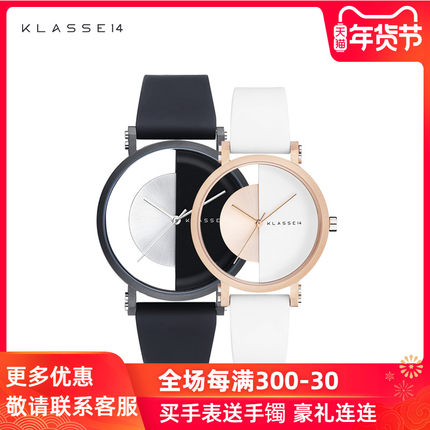 KLASSE14
天猫 年货节
KLASSE14
更多优惠
敬请联系客服
全场每满300-30
买手表送手镯 豪礼连连